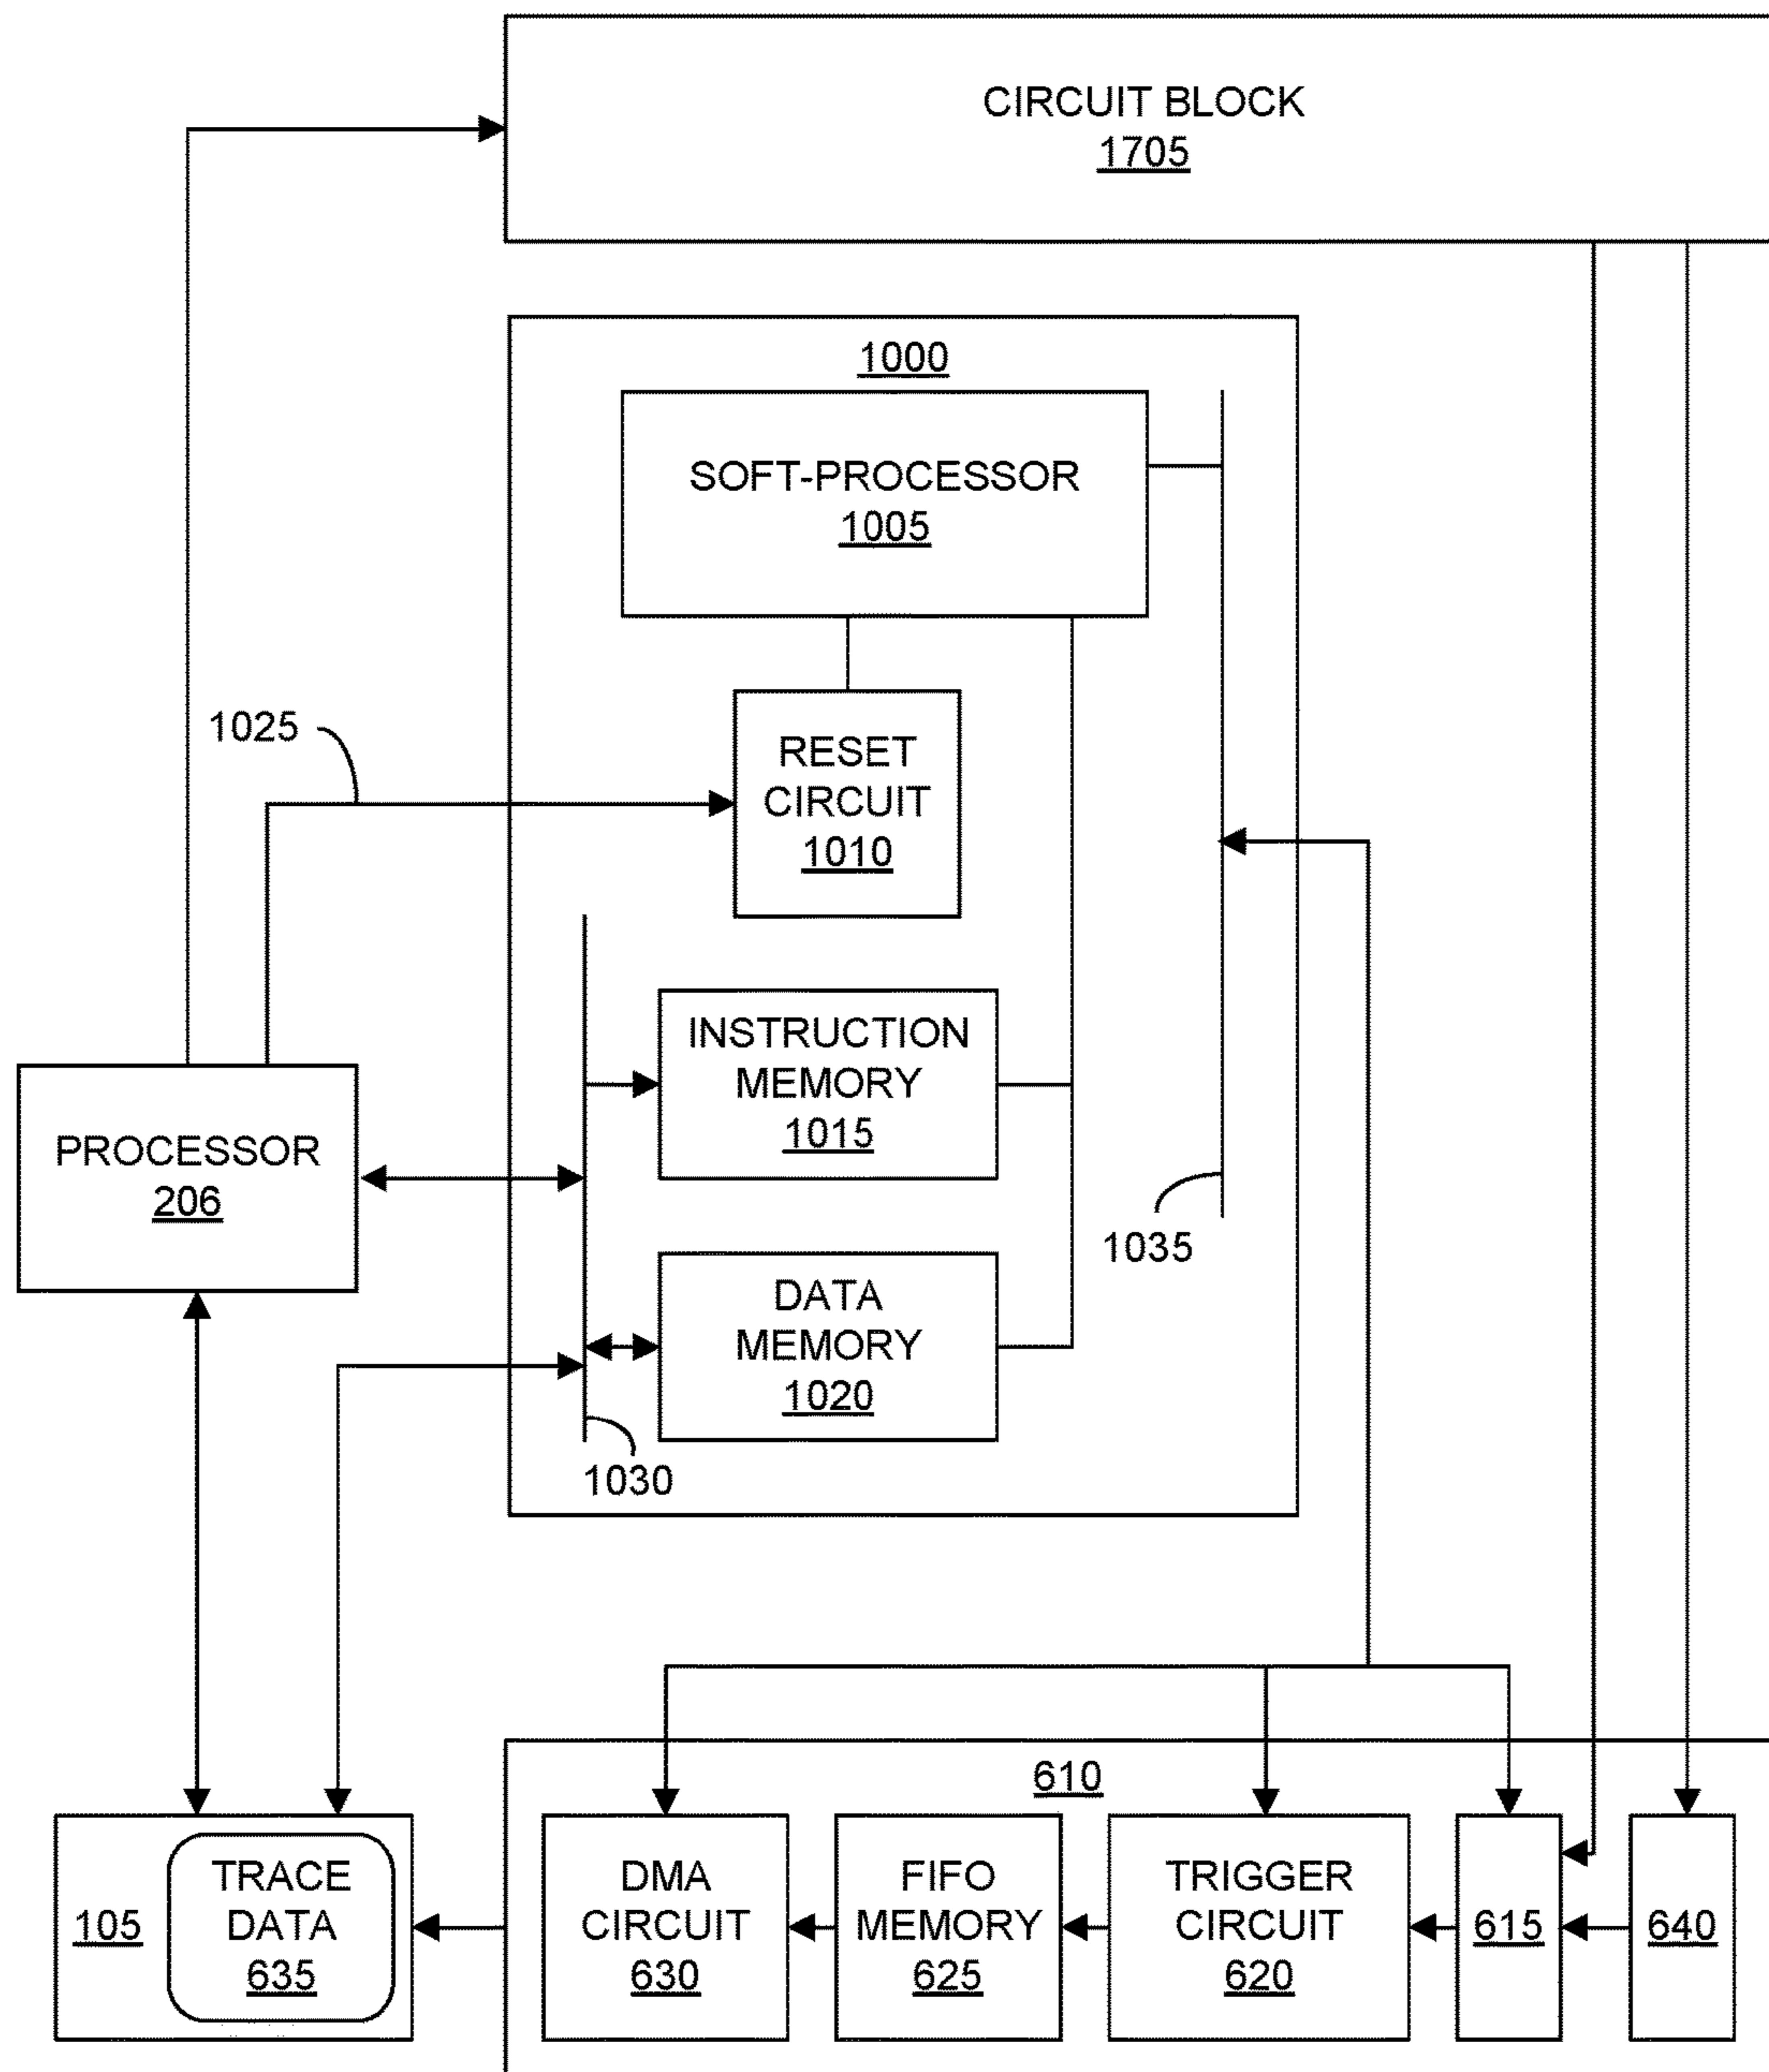 CIRCUIT BLOCK
1705
1000
SOFT-PROCESSOR
1005
1025
RESET
CIRCUIT
1010
INSTRUCTION
MEMORY
1015
PROCESSOR
206
1035
DATA
MEMORY
1020
1030
610
105
TRACE
DATA
635
DMA
CIRCUIT
630
FIFO
MEMORY
625
TRIGGER
CIRCUIT
620
615
640